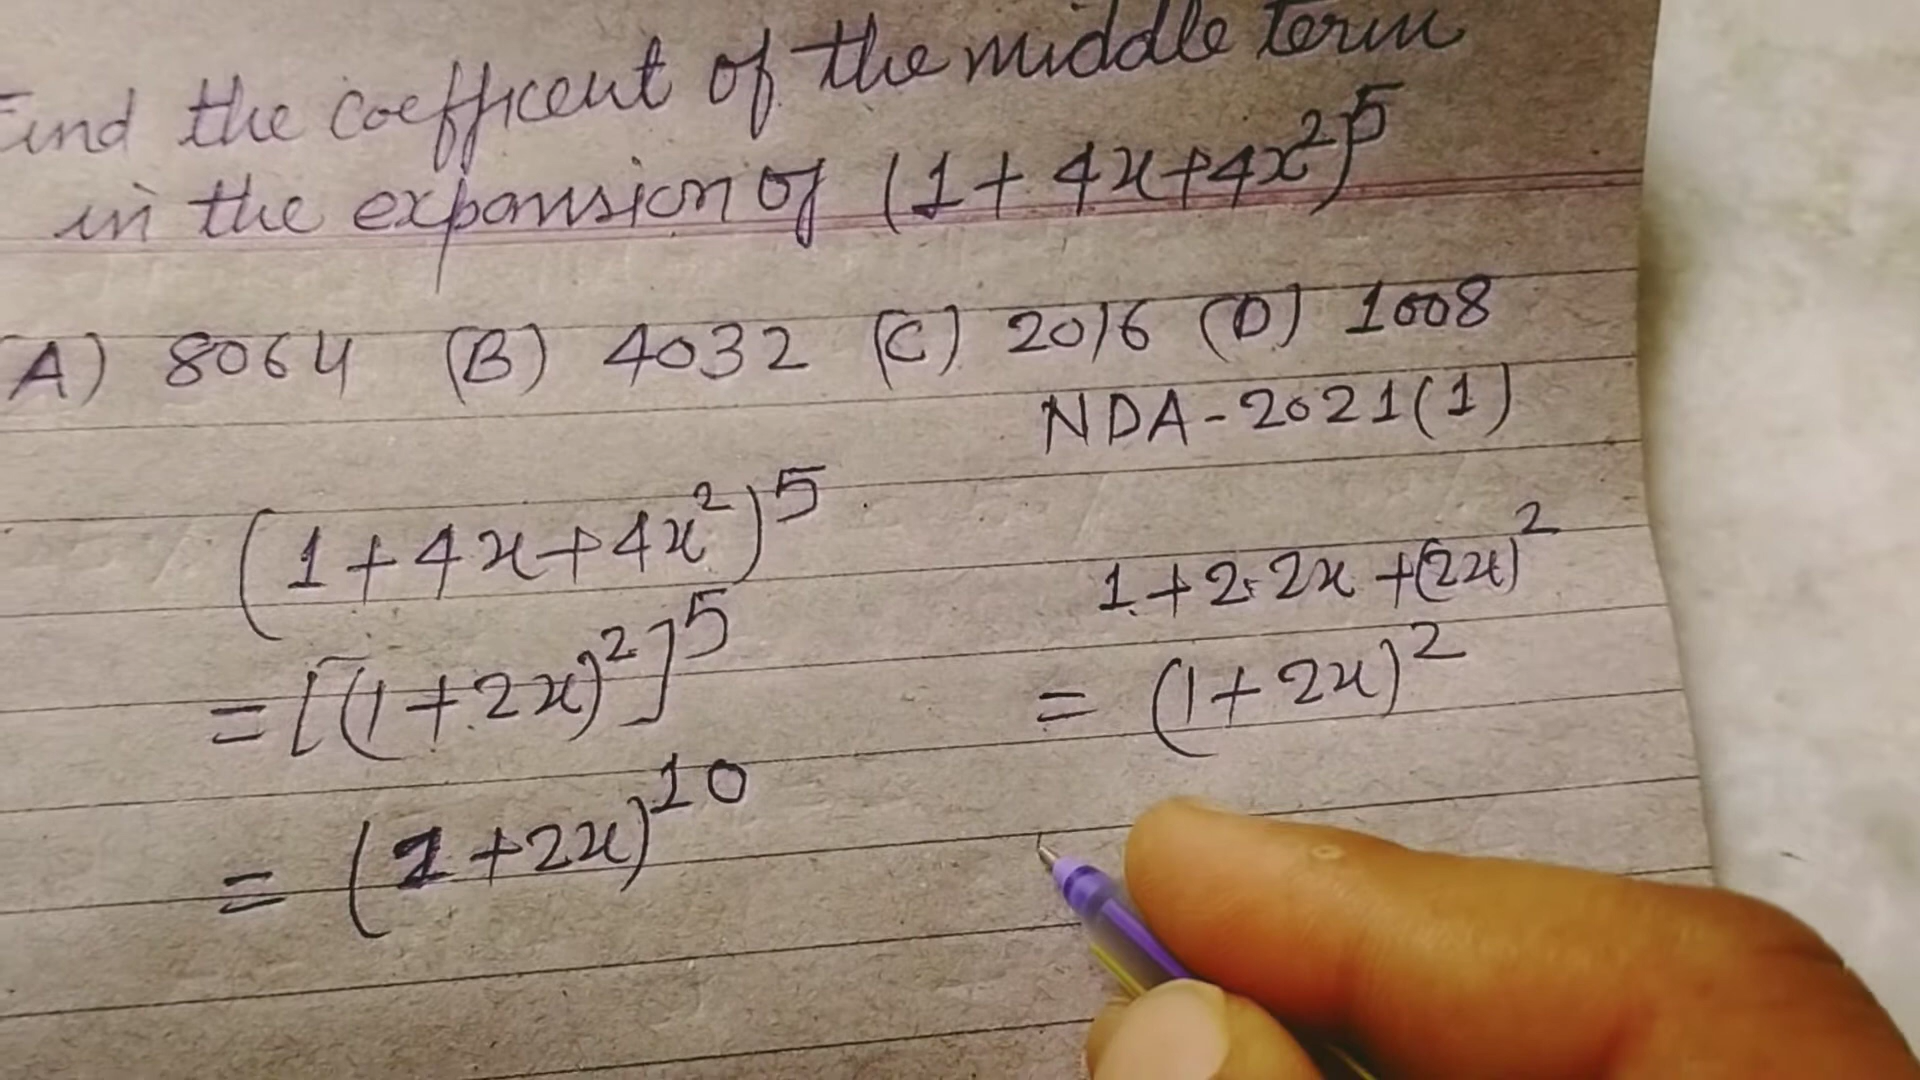 Find the coefficent of the middle term
in the expansion of (1+4x+4x²)⁵
(A) 8064 (B) 4032 (C) 2016 (D) 1008
NDA-2021(1)
(1+4x+4x²)⁵
= [(1+2x)²]⁵
= (1+2x)¹⁰
1+2.2x+(2x)²
= (1+2x)²